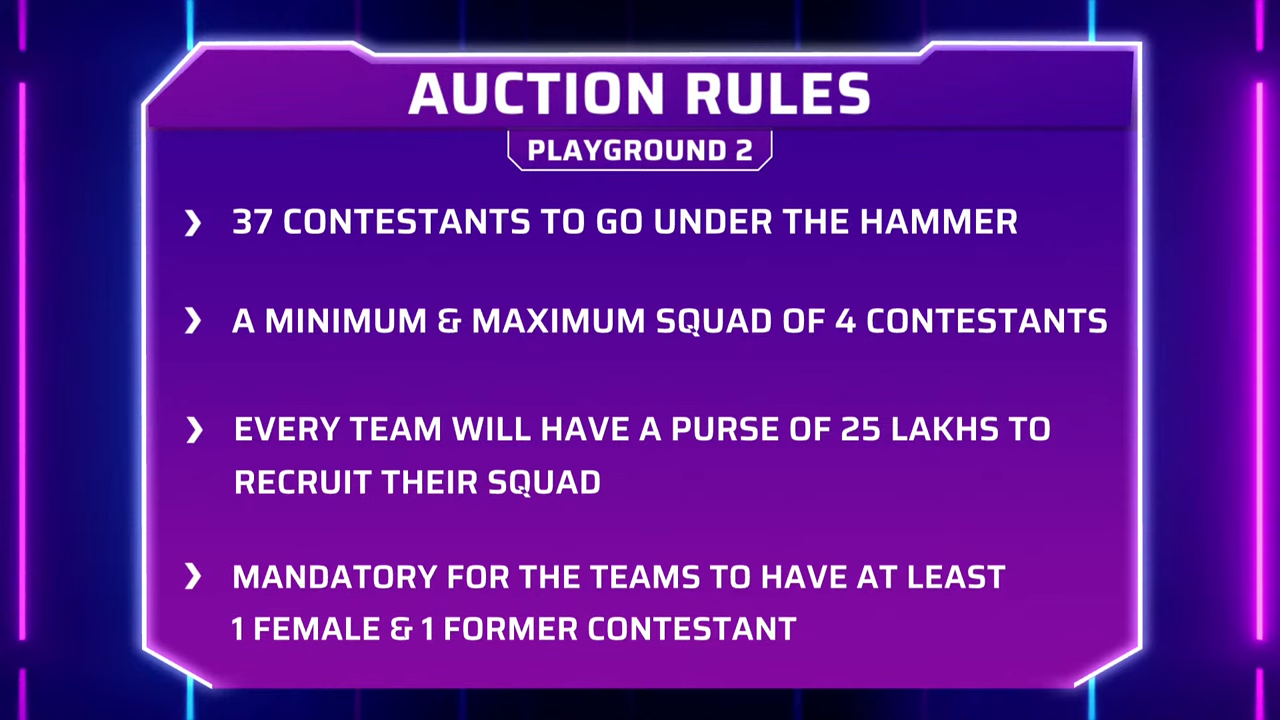 AUCTION RULES
PLAYGROUND 2
❯ 37 CONTESTANTS TO GO UNDER THE HAMMER
❯ A MINIMUM & MAXIMUM SQUAD OF 4 CONTESTANTS
❯ EVERY TEAM WILL HAVE A PURSE OF 25 LAKHS TO
RECRUIT THEIR SQUAD
❯ MANDATORY FOR THE TEAMS TO HAVE AT LEAST
1 FEMALE & 1 FORMER CONTESTANT